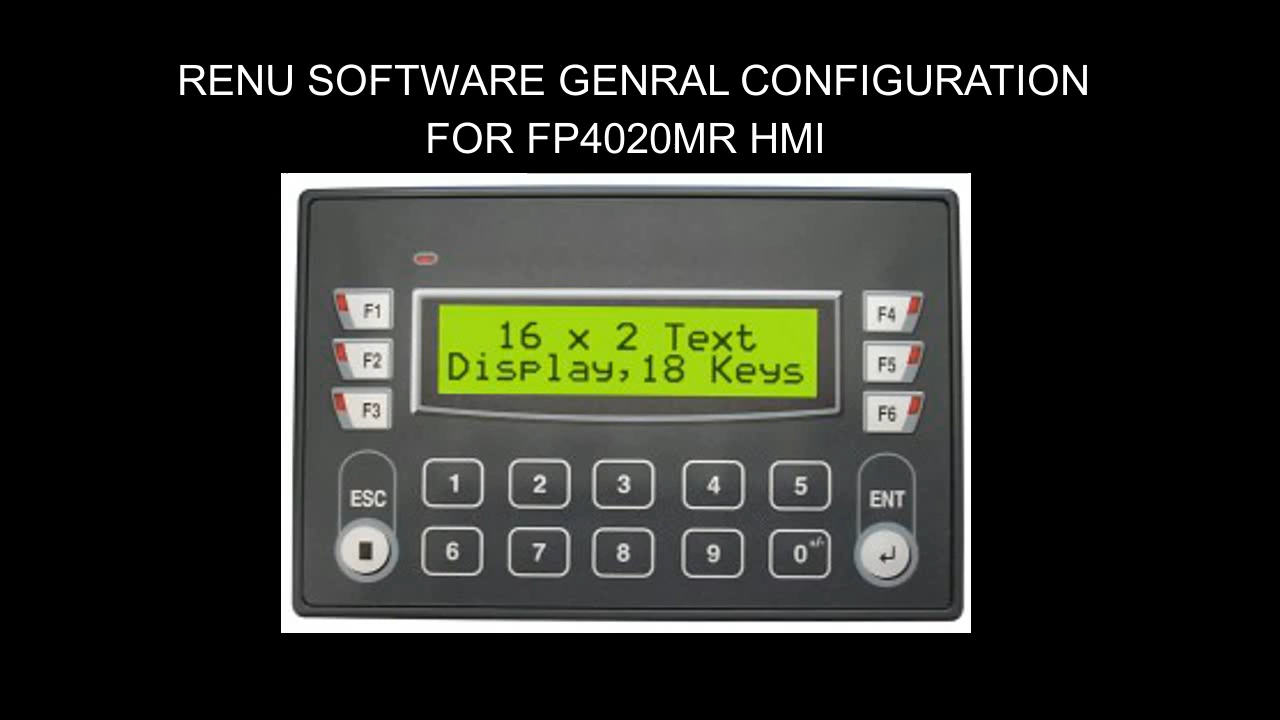 RENU SOFTWARE GENRAL CONFIGURATION
FOR FP4020MR HMI
16 x 2 Text
Display,18 Keys
F1
F2
F3
F4
F5
F6
ESC
1 2 3 4 5
ENT
6 7 8 9 0 +/-